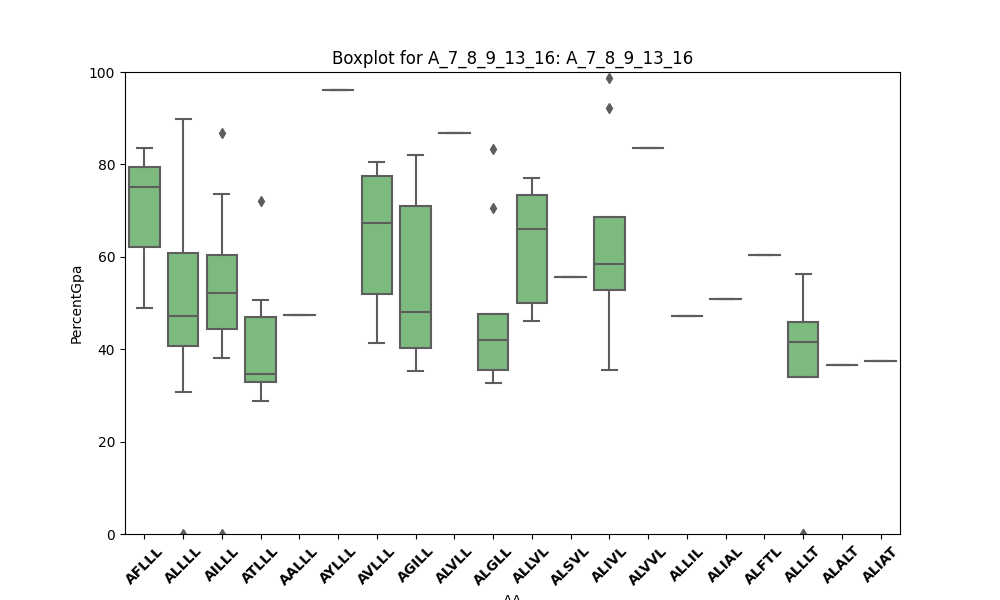 Boxplot for A_7_8_9_13_16: A_7_8_9_13_16
100
80
60
40
20
0
PercentGpa
AFLLL ALLLL AILLL ATLLL AALLL AYLLL AVLLL AGILL ALVLL ALGLL ALLVL ALSVL ALIVL ALVVL ALLIL ALIAL ALFTL ALLLT ALALT ALIAT
AA